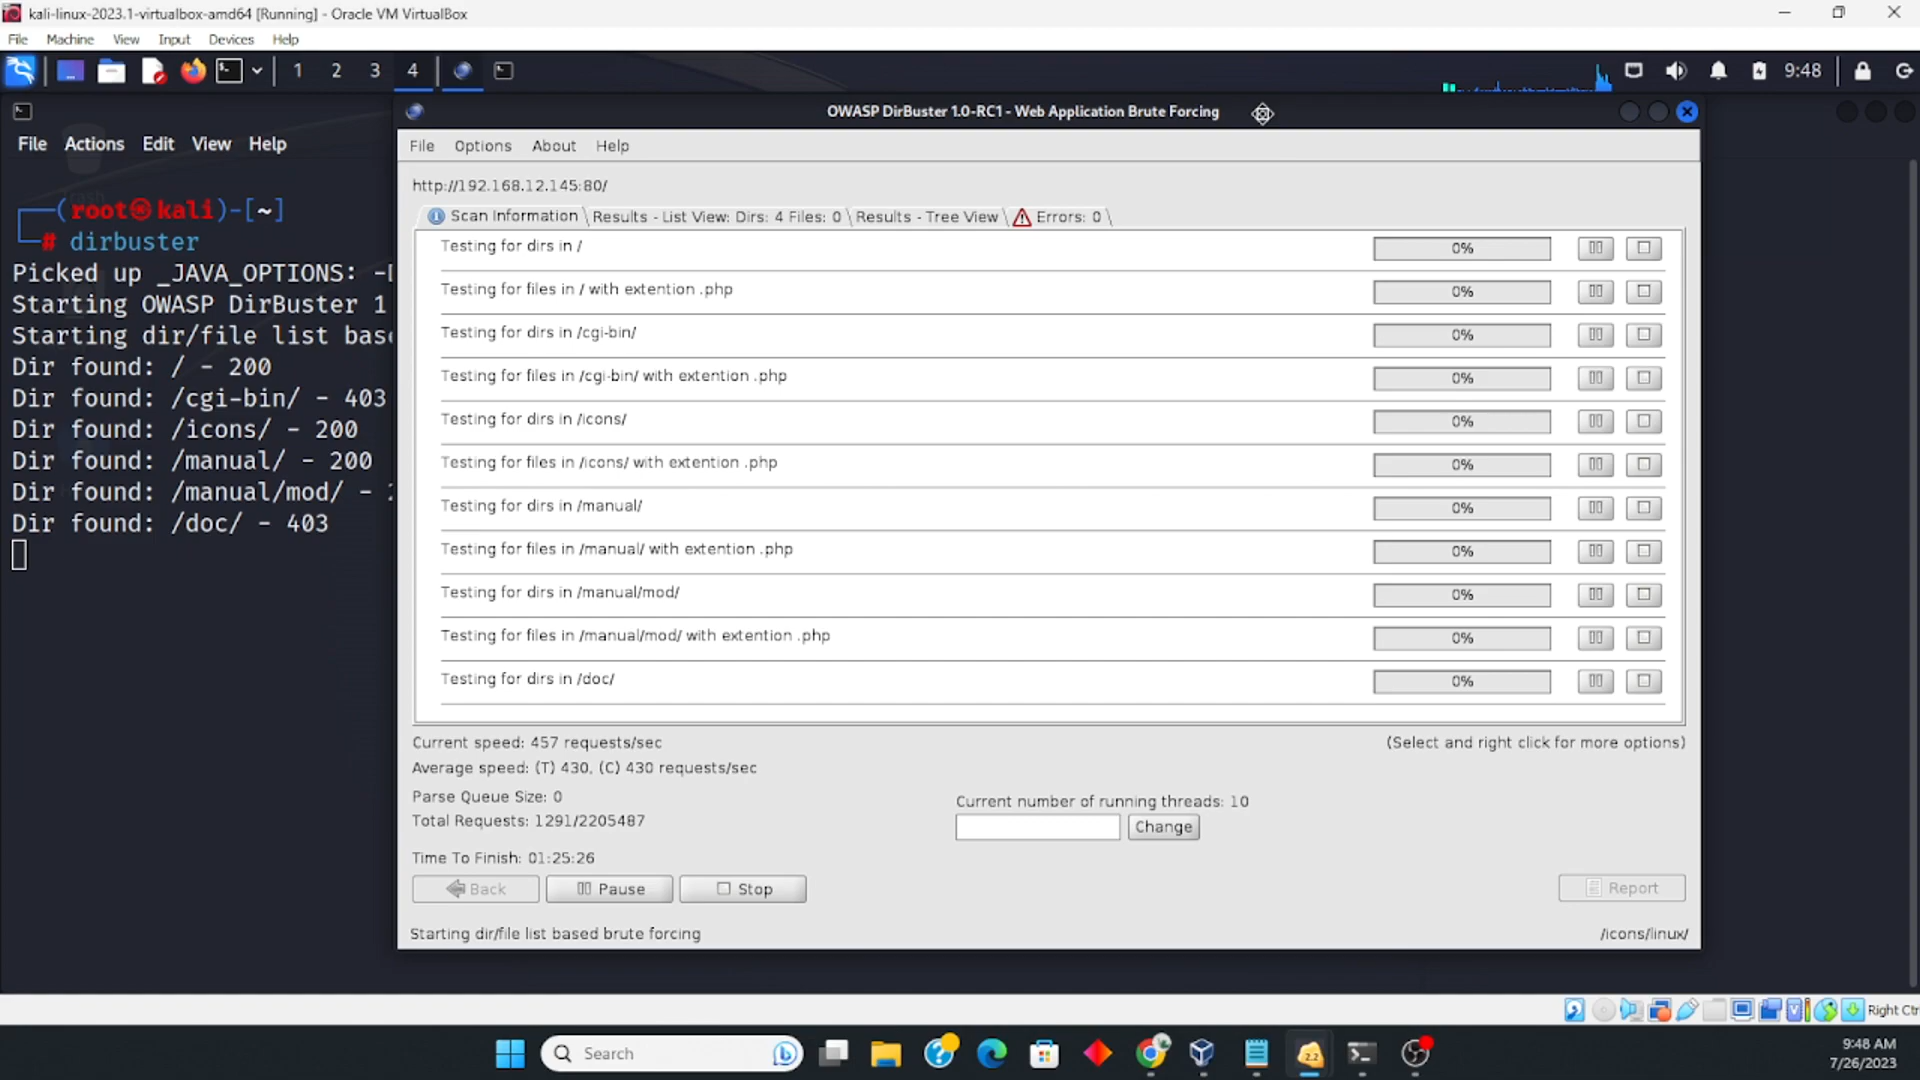 kali-linux-2023.1-virtualbox-amd64 [Running] - Oracle VM VirtualBox
File Machine View Input Devices Help
1 2 3 4
9:48
OWASP DirBuster 1.0-RC1 - Web Application Brute Forcing
File Actions Edit View Help
(root㉿kali)-[~]
# dirbuster
Picked up _JAVA_OPTIONS: -D
Starting OWASP DirBuster 1
Starting dir/file list base
Dir found: / - 200
Dir found: /cgi-bin/ - 403
Dir found: /icons/ - 200
Dir found: /manual/ - 200
Dir found: /manual/mod/ - 2
Dir found: /doc/ - 403
File Options About Help
http://192.168.12.145:80/
Scan Information \ Results - List View: Dirs: 4 Files: 0 \ Results - Tree View \ Errors: 0 \
Testing for dirs in / 0%
Testing for files in / with extention .php 0%
Testing for dirs in /cgi-bin/ 0%
Testing for files in /cgi-bin/ with extention .php 0%
Testing for dirs in /icons/ 0%
Testing for files in /icons/ with extention .php 0%
Testing for dirs in /manual/ 0%
Testing for files in /manual/ with extention .php 0%
Testing for dirs in /manual/mod/ 0%
Testing for files in /manual/mod/ with extention .php 0%
Testing for dirs in /doc/ 0%
Current speed: 457 requests/sec
(Select and right click for more options)
Average speed: (T) 430, (C) 430 requests/sec
Parse Queue Size: 0
Total Requests: 1291/2205487
Current number of running threads: 10
Change
Time To Finish: 01:25:26
Back Pause Stop Report
Starting dir/file list based brute forcing
/icons/linux/
Right Ctr
Search
9:48 AM
7/26/2023